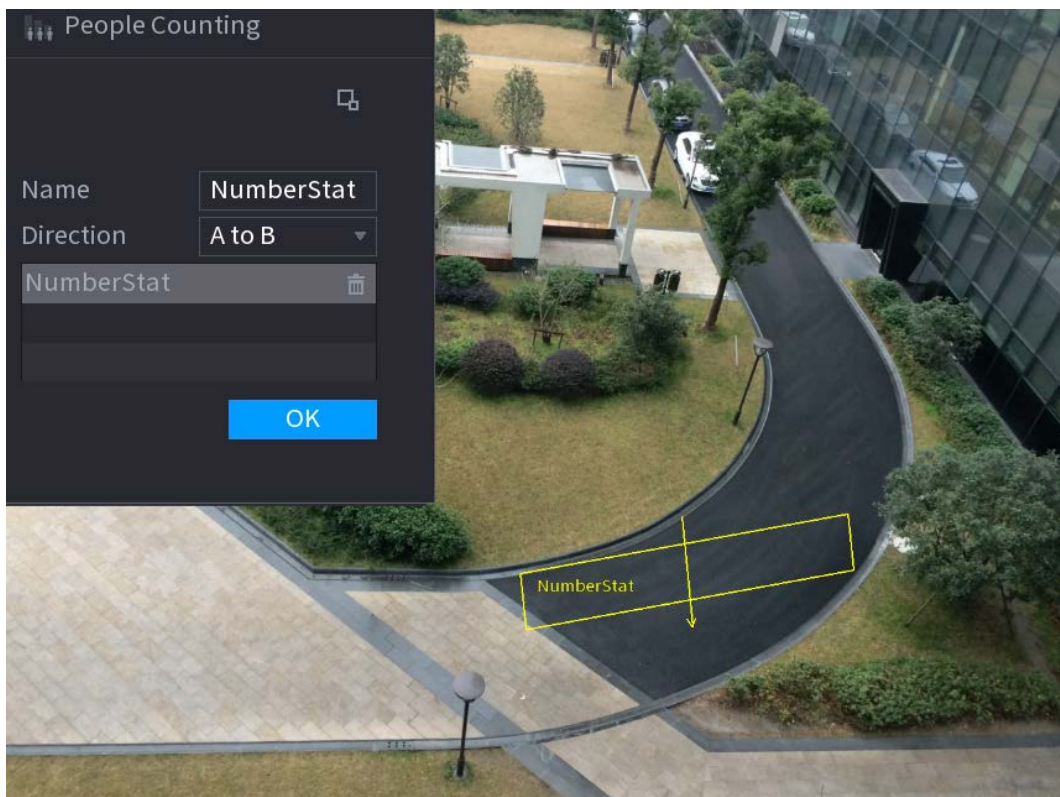 People Counting
Name NumberStat
Direction A to B
NumberStat
OK
NumberStat